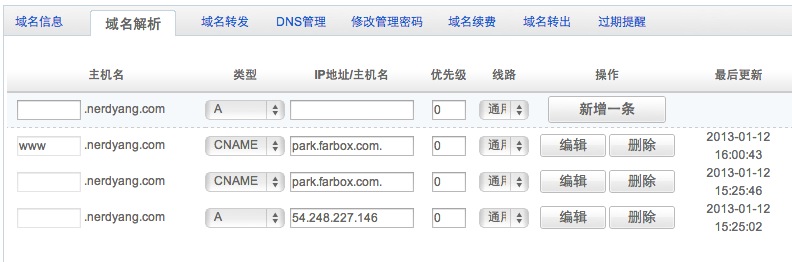 域名信息 域名解析 域名转发 DNS管理 修改管理密码 域名续费 域名转出 过期提醒
主机名 类型 IP地址/主机名 优先级 线路 操作 最后更新
.nerdyang.com A 0 通用 新增一条
www .nerdyang.com CNAME park.farbox.com. 0 通用 编辑 删除 2013-01-12 16:00:43
.nerdyang.com CNAME park.farbox.com. 0 通用 编辑 删除 2013-01-12 15:25:46
.nerdyang.com A 54.248.227.146 0 通用 编辑 删除 2013-01-12 15:25:02